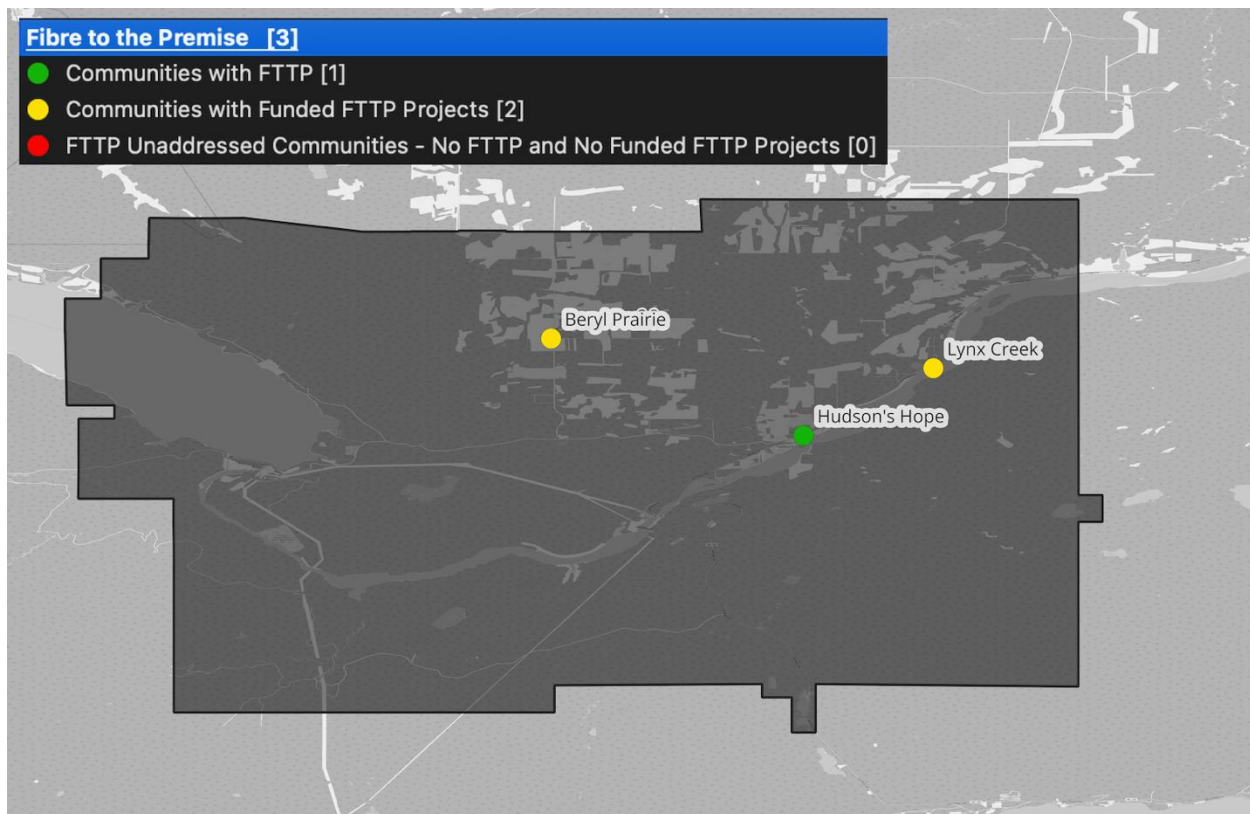 Fibre to the Premise [3]
Communities with FTTP [1]
Communities with Funded FTTP Projects [2]
FTTP Unaddressed Communities - No FTTP and No Funded FTTP Projects [0]
Beryl Prairie
Lynx Creek
Hudson's Hope